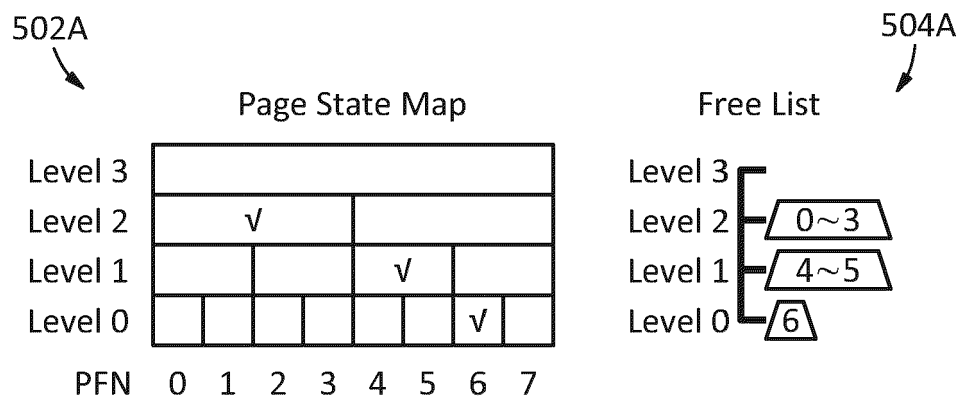 502A 504A
Page State Map Free List
Level 3 Level 3
Level 2 √ Level 2 0~3
Level 1 √ Level 1 4~5
Level 0 √ Level 0 6
PFN 0 1 2 3 4 5 6 7